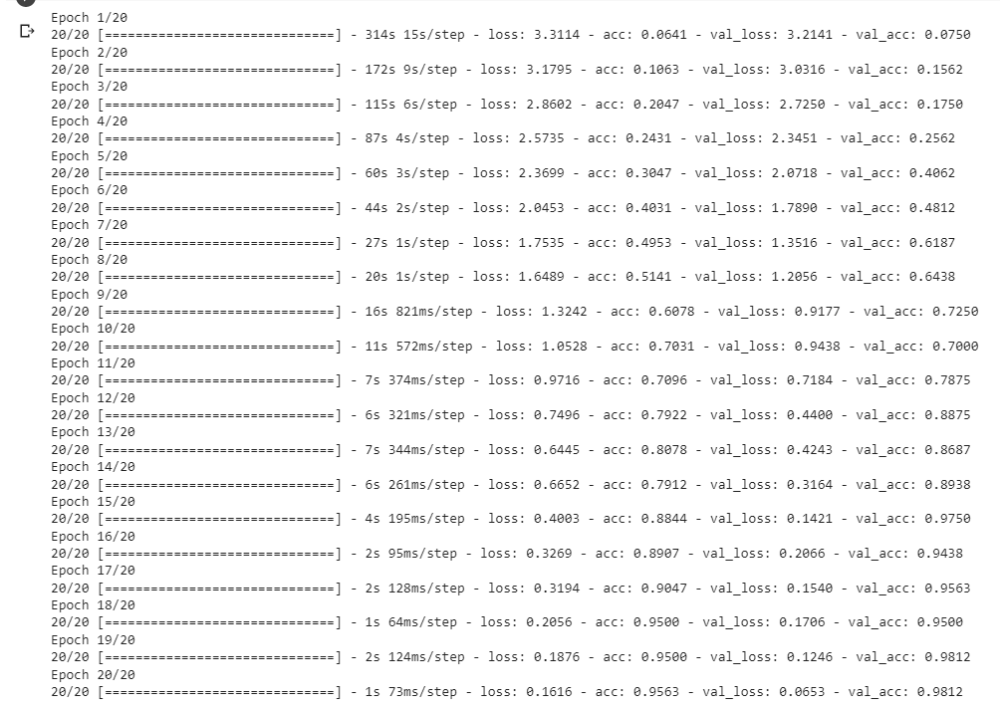 Epoch 1/20
20/20 [==============================] - 314s 15s/step - loss: 3.3114 - acc: 0.0641 - val_loss: 3.2141 - val_acc: 0.0750
Epoch 2/20
20/20 [==============================] - 172s 9s/step - loss: 3.1795 - acc: 0.1063 - val_loss: 3.0316 - val_acc: 0.1562
Epoch 3/20
20/20 [==============================] - 115s 6s/step - loss: 2.8602 - acc: 0.2047 - val_loss: 2.7250 - val_acc: 0.1750
Epoch 4/20
20/20 [==============================] - 87s 4s/step - loss: 2.5735 - acc: 0.2431 - val_loss: 2.3451 - val_acc: 0.2562
Epoch 5/20
20/20 [==============================] - 60s 3s/step - loss: 2.3699 - acc: 0.3047 - val_loss: 2.0718 - val_acc: 0.4062
Epoch 6/20
20/20 [==============================] - 44s 2s/step - loss: 2.0453 - acc: 0.4031 - val_loss: 1.7890 - val_acc: 0.4812
Epoch 7/20
20/20 [==============================] - 27s 1s/step - loss: 1.7535 - acc: 0.4953 - val_loss: 1.3516 - val_acc: 0.6187
Epoch 8/20
20/20 [==============================] - 20s 1s/step - loss: 1.6489 - acc: 0.5141 - val_loss: 1.2056 - val_acc: 0.6438
Epoch 9/20
20/20 [==============================] - 16s 821ms/step - loss: 1.3242 - acc: 0.6078 - val_loss: 0.9177 - val_acc: 0.7250
Epoch 10/20
20/20 [==============================] - 11s 572ms/step - loss: 1.0528 - acc: 0.7031 - val_loss: 0.9438 - val_acc: 0.7000
Epoch 11/20
20/20 [==============================] - 7s 374ms/step - loss: 0.9716 - acc: 0.7096 - val_loss: 0.7184 - val_acc: 0.7875
Epoch 12/20
20/20 [==============================] - 6s 321ms/step - loss: 0.7496 - acc: 0.7922 - val_loss: 0.4400 - val_acc: 0.8875
Epoch 13/20
20/20 [==============================] - 7s 344ms/step - loss: 0.6445 - acc: 0.8078 - val_loss: 0.4243 - val_acc: 0.8687
Epoch 14/20
20/20 [==============================] - 6s 261ms/step - loss: 0.6652 - acc: 0.7912 - val_loss: 0.3164 - val_acc: 0.8938
Epoch 15/20
20/20 [==============================] - 4s 195ms/step - loss: 0.4003 - acc: 0.8844 - val_loss: 0.1421 - val_acc: 0.9750
Epoch 16/20
20/20 [==============================] - 2s 95ms/step - loss: 0.3269 - acc: 0.8907 - val_loss: 0.2066 - val_acc: 0.9438
Epoch 17/20
20/20 [==============================] - 2s 128ms/step - loss: 0.3194 - acc: 0.9047 - val_loss: 0.1540 - val_acc: 0.9563
Epoch 18/20
20/20 [==============================] - 1s 64ms/step - loss: 0.2056 - acc: 0.9500 - val_loss: 0.1706 - val_acc: 0.9500
Epoch 19/20
20/20 [==============================] - 2s 124ms/step - loss: 0.1876 - acc: 0.9500 - val_loss: 0.1246 - val_acc: 0.9812
Epoch 20/20
20/20 [==============================] - 1s 73ms/step - loss: 0.1616 - acc: 0.9563 - val_loss: 0.0653 - val_acc: 0.9812